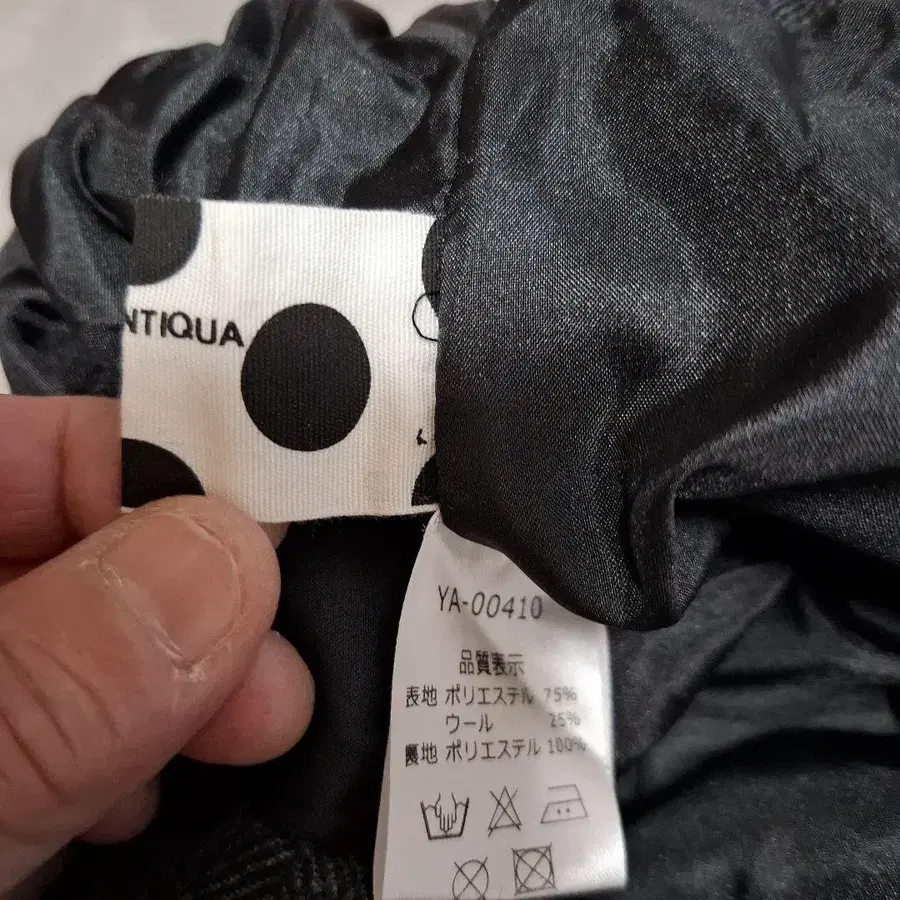 NTIQUA
YA-00410
品質表示
表地 ポリエステル 75%
ウール 25%
裏地 ポリエステル 100%